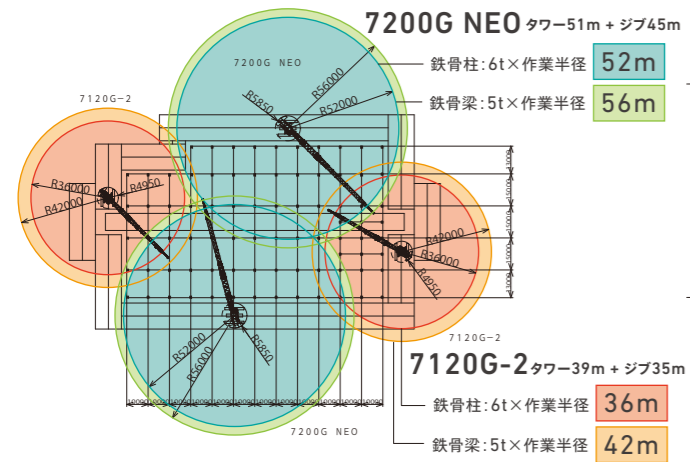 7200G NEO タワー51m + ジブ45m
鉄骨柱:6t×作業半径 52m
鉄骨梁:5t×作業半径 56m
7200G NEO
R56000
R52000
R5850
7120G-2
R36000
R42000
R4950
R42000
R36000
R4950
7120G-2
R52000
R56000
R5850
7200G NEO
7120G-2 タワー39m + ジブ35m
鉄骨柱:6t×作業半径 36m
鉄骨梁:5t×作業半径 42m